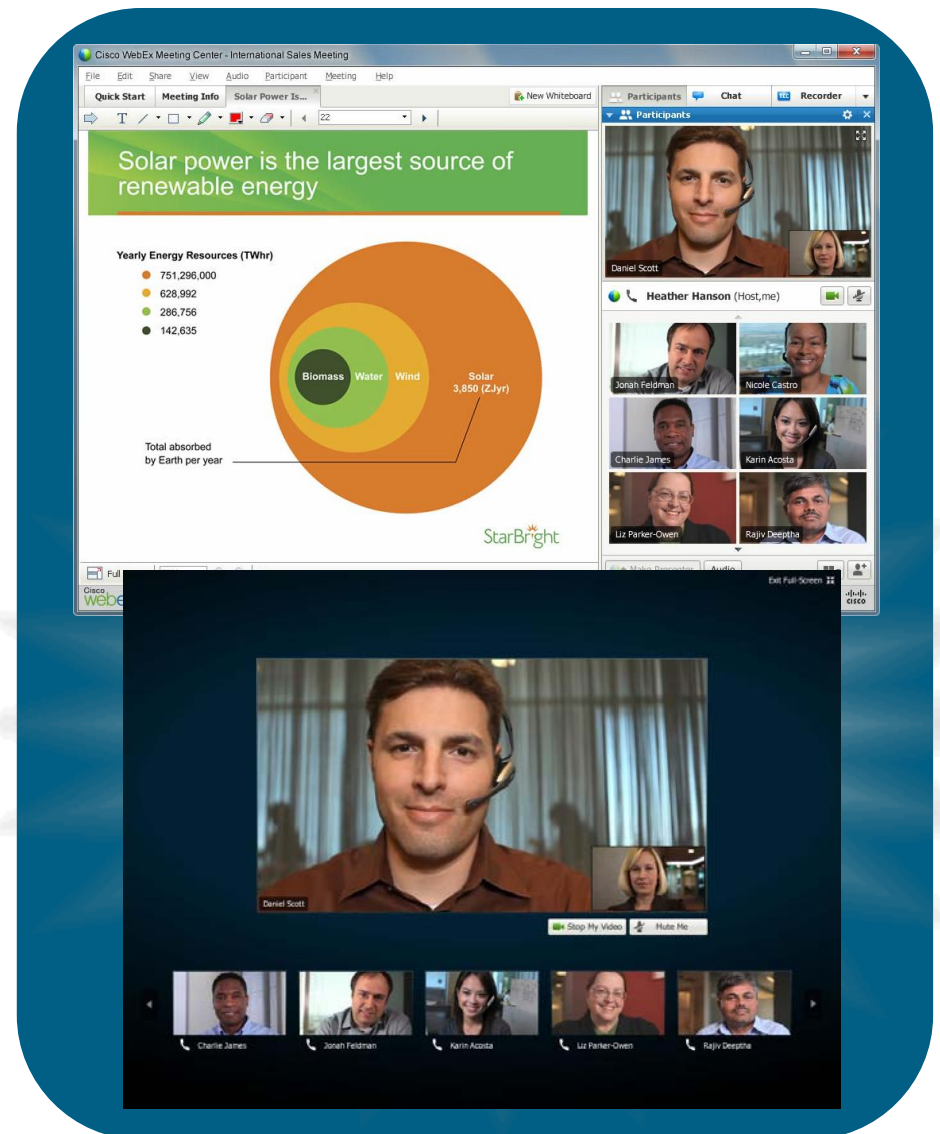 Cisco WebEx Meeting Center - International Sales Meeting
File Edit Share View Audio Participant Meeting Help
Quick Start Meeting Info Solar Power Is... New Whiteboard
T 22
Solar power is the largest source of
renewable energy
Yearly Energy Resources (TWhr)
751,296,000
628,992
286,756
142,635
Biomass Water Wind Solar
3,850 (ZJyr)
Total absorbed
by Earth per year
StarBright
Full
Cisco
Participants Chat Recorder
Participants
Daniel Scott
Heather Hanson (Host,me)
Jonah Feldman Nicole Castro
Charlie James Karin Acosta
Liz Parker-Owen Rajiv Deeptha
Make Presenter Audio
CISCO
Exit Full-Screen
Daniel Scott
Stop My Video Mute Me
Charlie James Jonah Feldman Karin Acosta Liz Parker-Owen Rajiv Deeptha